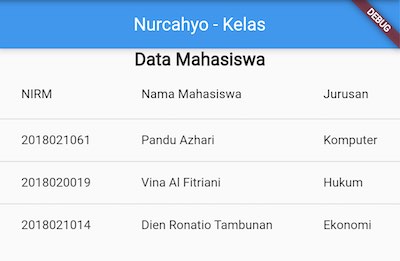 Nurcahyo - Kelas
DEBUG
Data Mahasiswa
NIRM Nama Mahasiswa Jurusan
2018021061 Pandu Azhari Komputer
2018020019 Vina Al Fitriani Hukum
2018021014 Dien Ronatio Tambunan Ekonomi